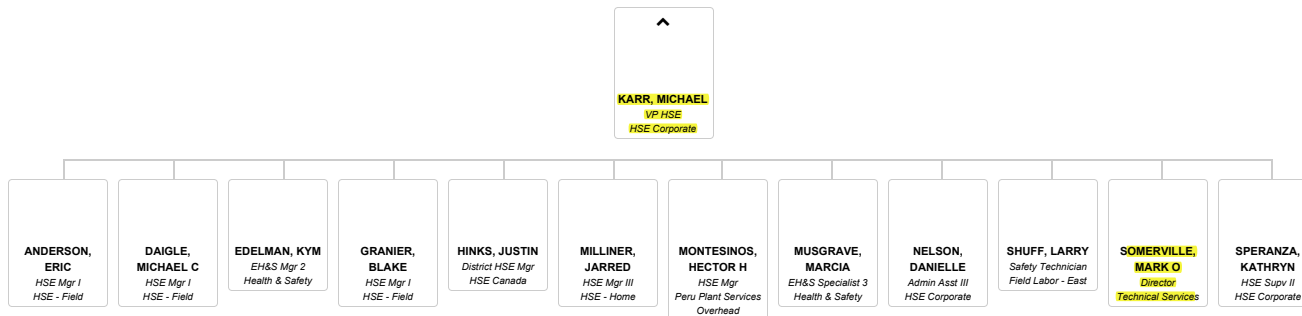 KARR, MICHAEL
VP HSE
HSE Corporate
ANDERSON,
ERIC
HSE Mgr I
HSE - Field
DAIGLE,
MICHAEL C
HSE Mgr I
HSE - Field
EDELMAN, KYM
EH&S Mgr 2
Health & Safety
GRANIER,
BLAKE
HSE Mgr I
HSE - Field
HINKS, JUSTIN
District HSE Mgr
HSE Canada
MILLINER,
JARRED
HSE Mgr III
HSE - Home
MONTESINOS,
HECTOR H
HSE Mgr
Peru Plant Services
Overhead
MUSGRAVE,
MARCIA
EH&S Specialist 3
Health & Safety
NELSON,
DANIELLE
Admin Asst III
HSE Corporate
SHUFF, LARRY
Safety Technician
Field Labor - East
SOMERVILLE,
MARK O
Director
Technical Services
SPERANZA,
KATHRYN
HSE Supv II
HSE Corporate